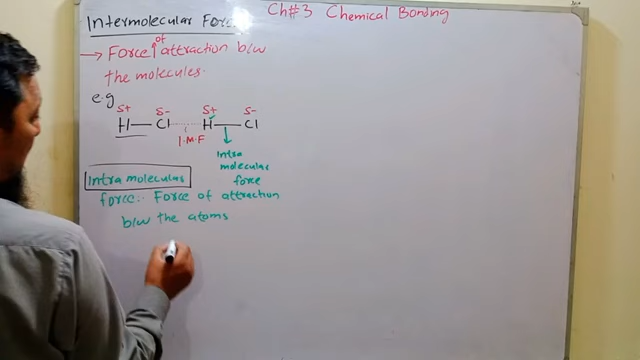 Ch#3 Chemical Bonding
Intermolecular
→ Force of attraction b/w
the molecules.
e.g
δ+ δ- δ+ δ-
H—Cl······H—Cl
I.M.F
Intra
molecular
force
Intra molecular
force:- Force of attraction
b/w the atoms